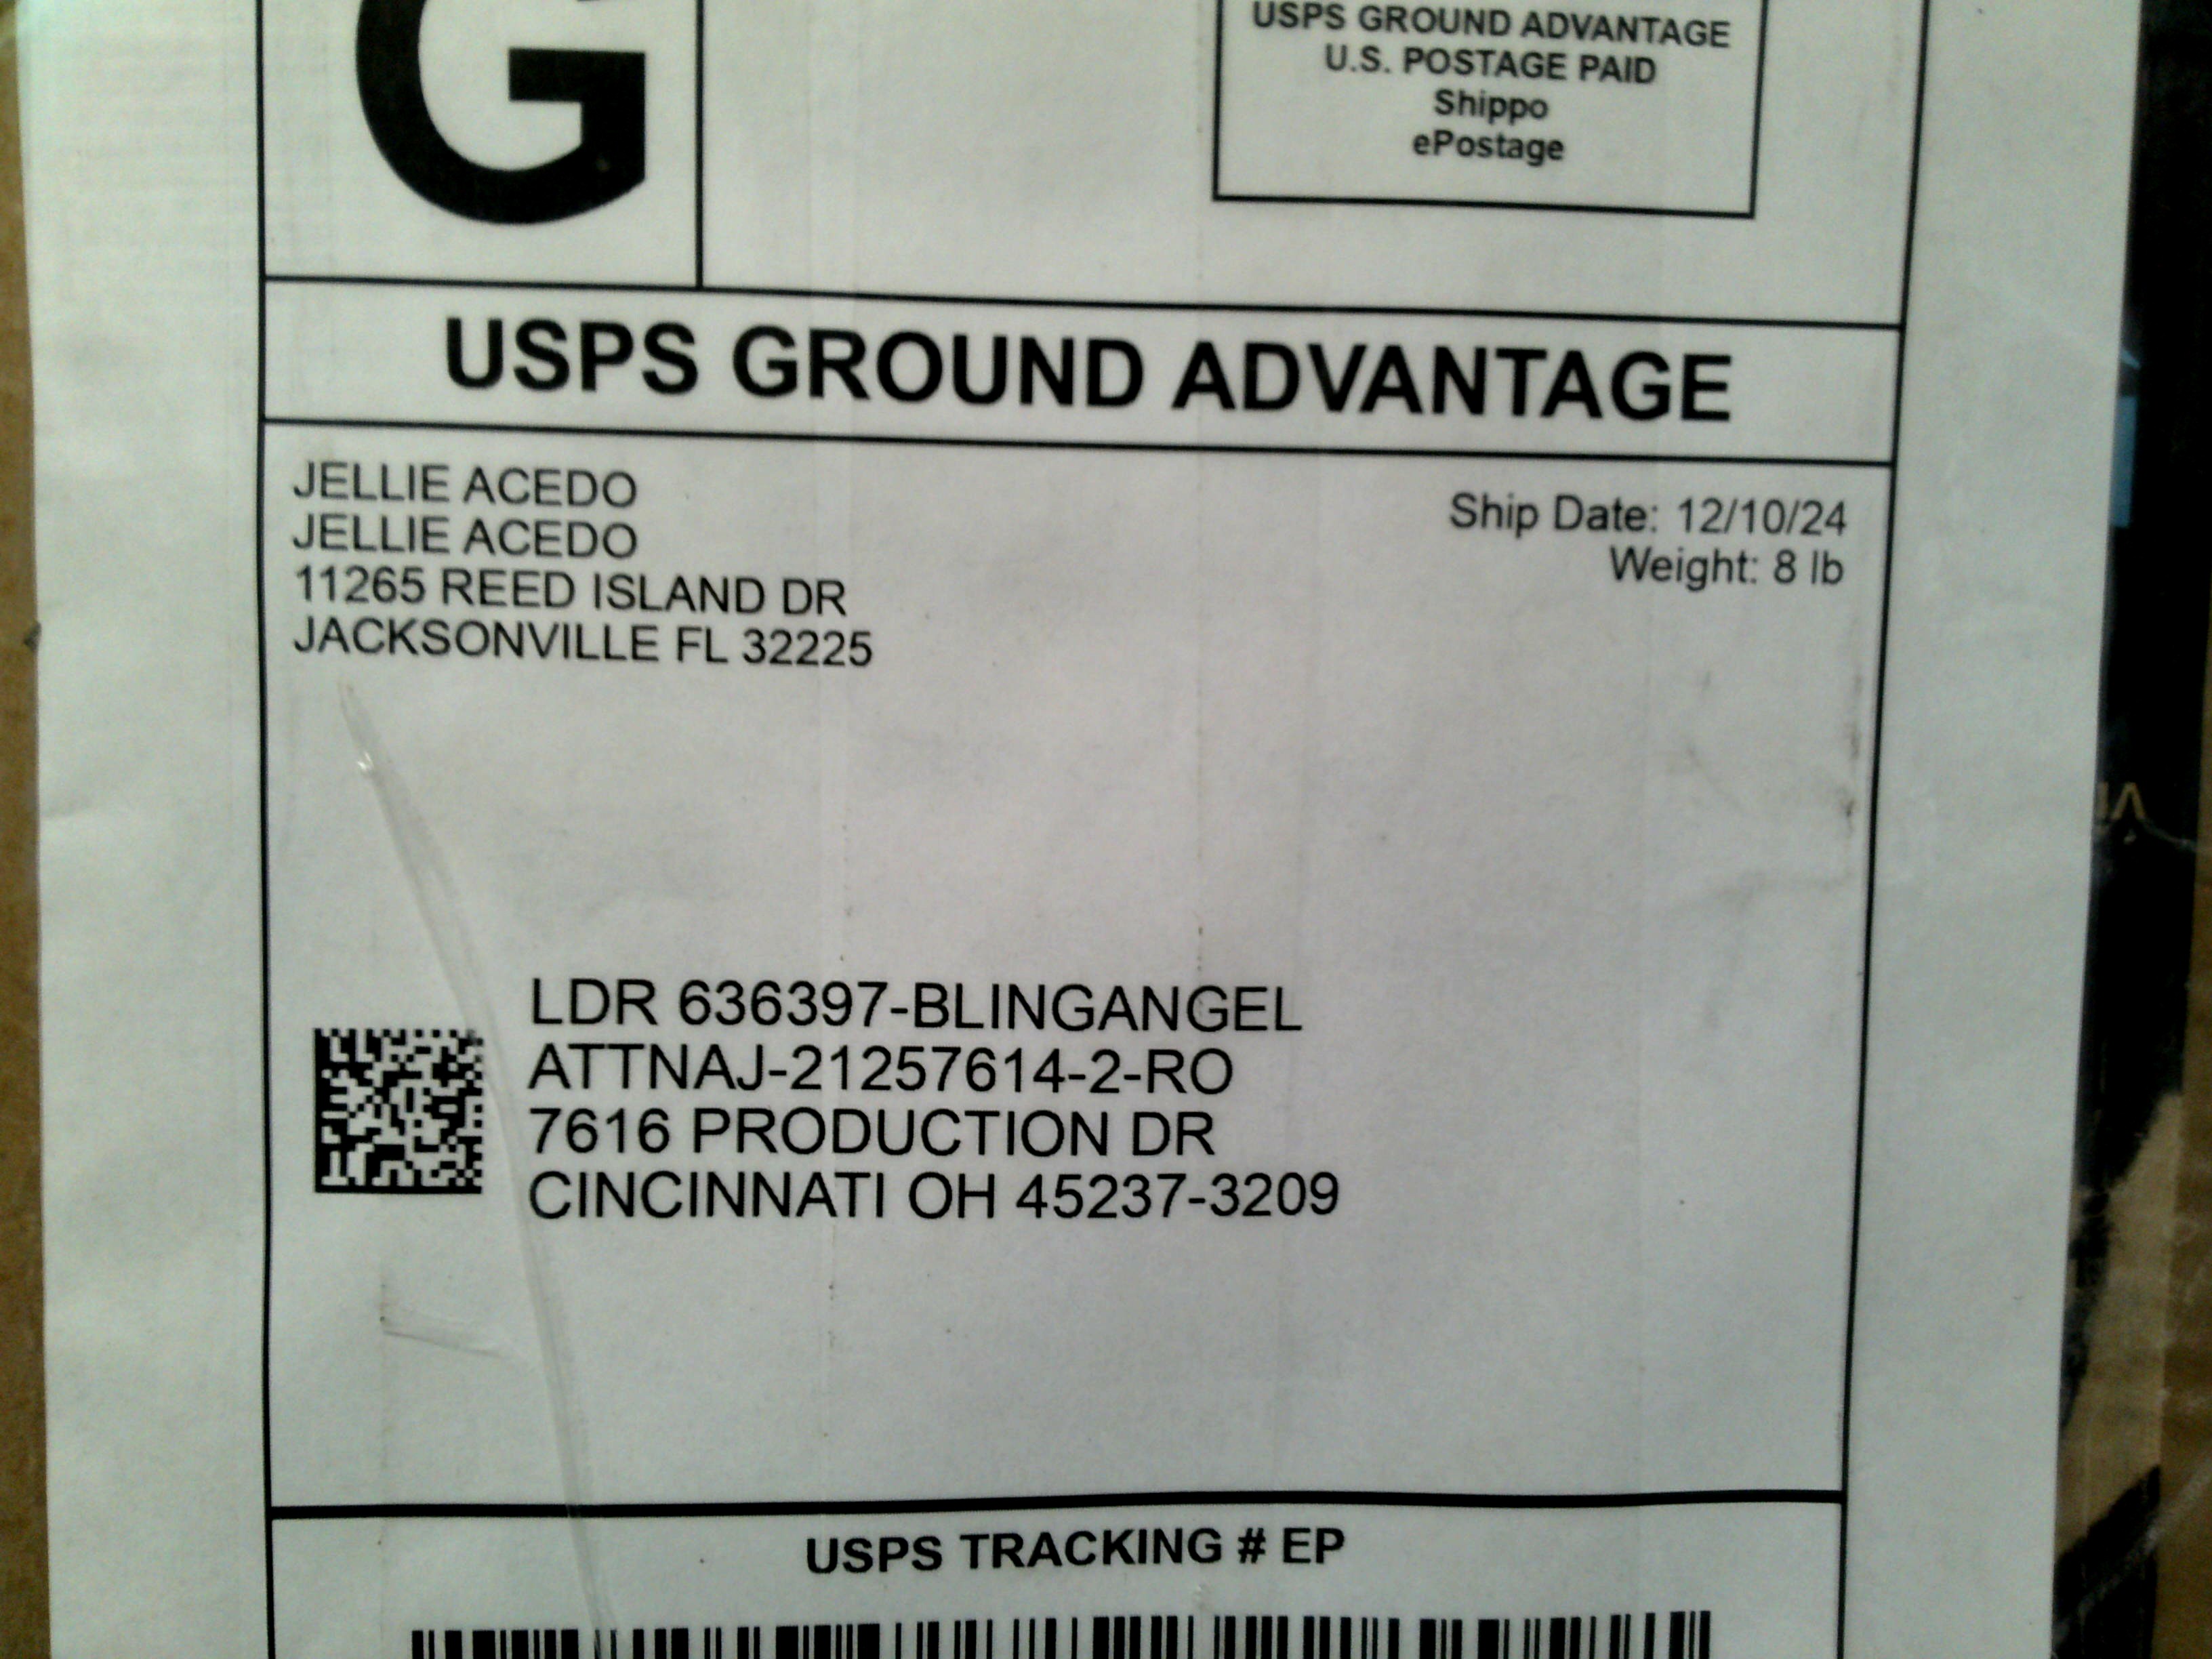 G
USPS GROUND ADVANTAGE
U.S. POSTAGE PAID
Shippo
ePostage
USPS GROUND ADVANTAGE
JELLIE ACEDO
JELLIE ACEDO
11265 REED ISLAND DR
JACKSONVILLE FL 32225
Ship Date: 12/10/24
Weight: 8 lb
LDR 636397-BLINGANGEL
ATTNAJ-21257614-2-RO
7616 PRODUCTION DR
CINCINNATI OH 45237-3209
USPS TRACKING # EP